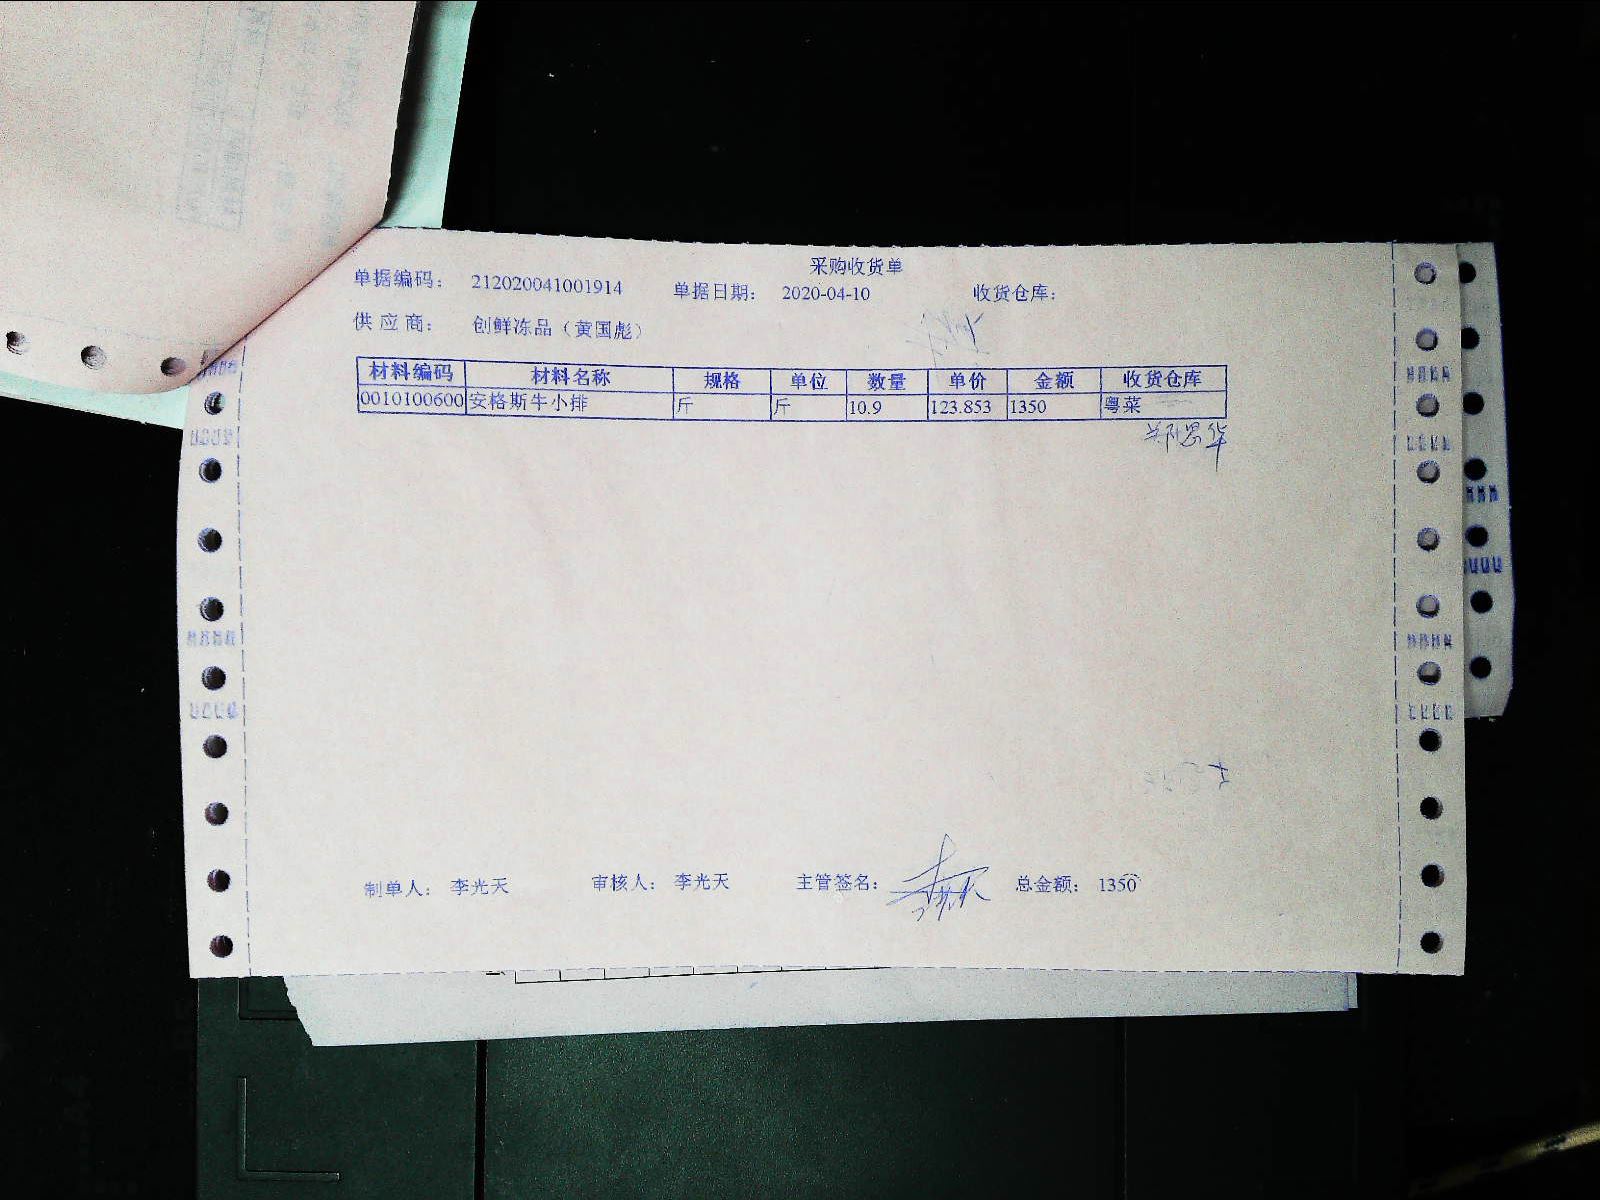 采购收货单
单据编码： 212020041001914 单据日期： 2020-04-10 收货仓库：
供 应 商： 创鲜冻品（黄国彪）
材料编码 材料名称 规格 单位 数量 单价 金额 收货仓库
0010100600 安格斯牛小排 斤 斤 10.9 123.853 1350 粤菜
制单人： 李光天 审核人： 李光天 主管签名： 总金额： 1350